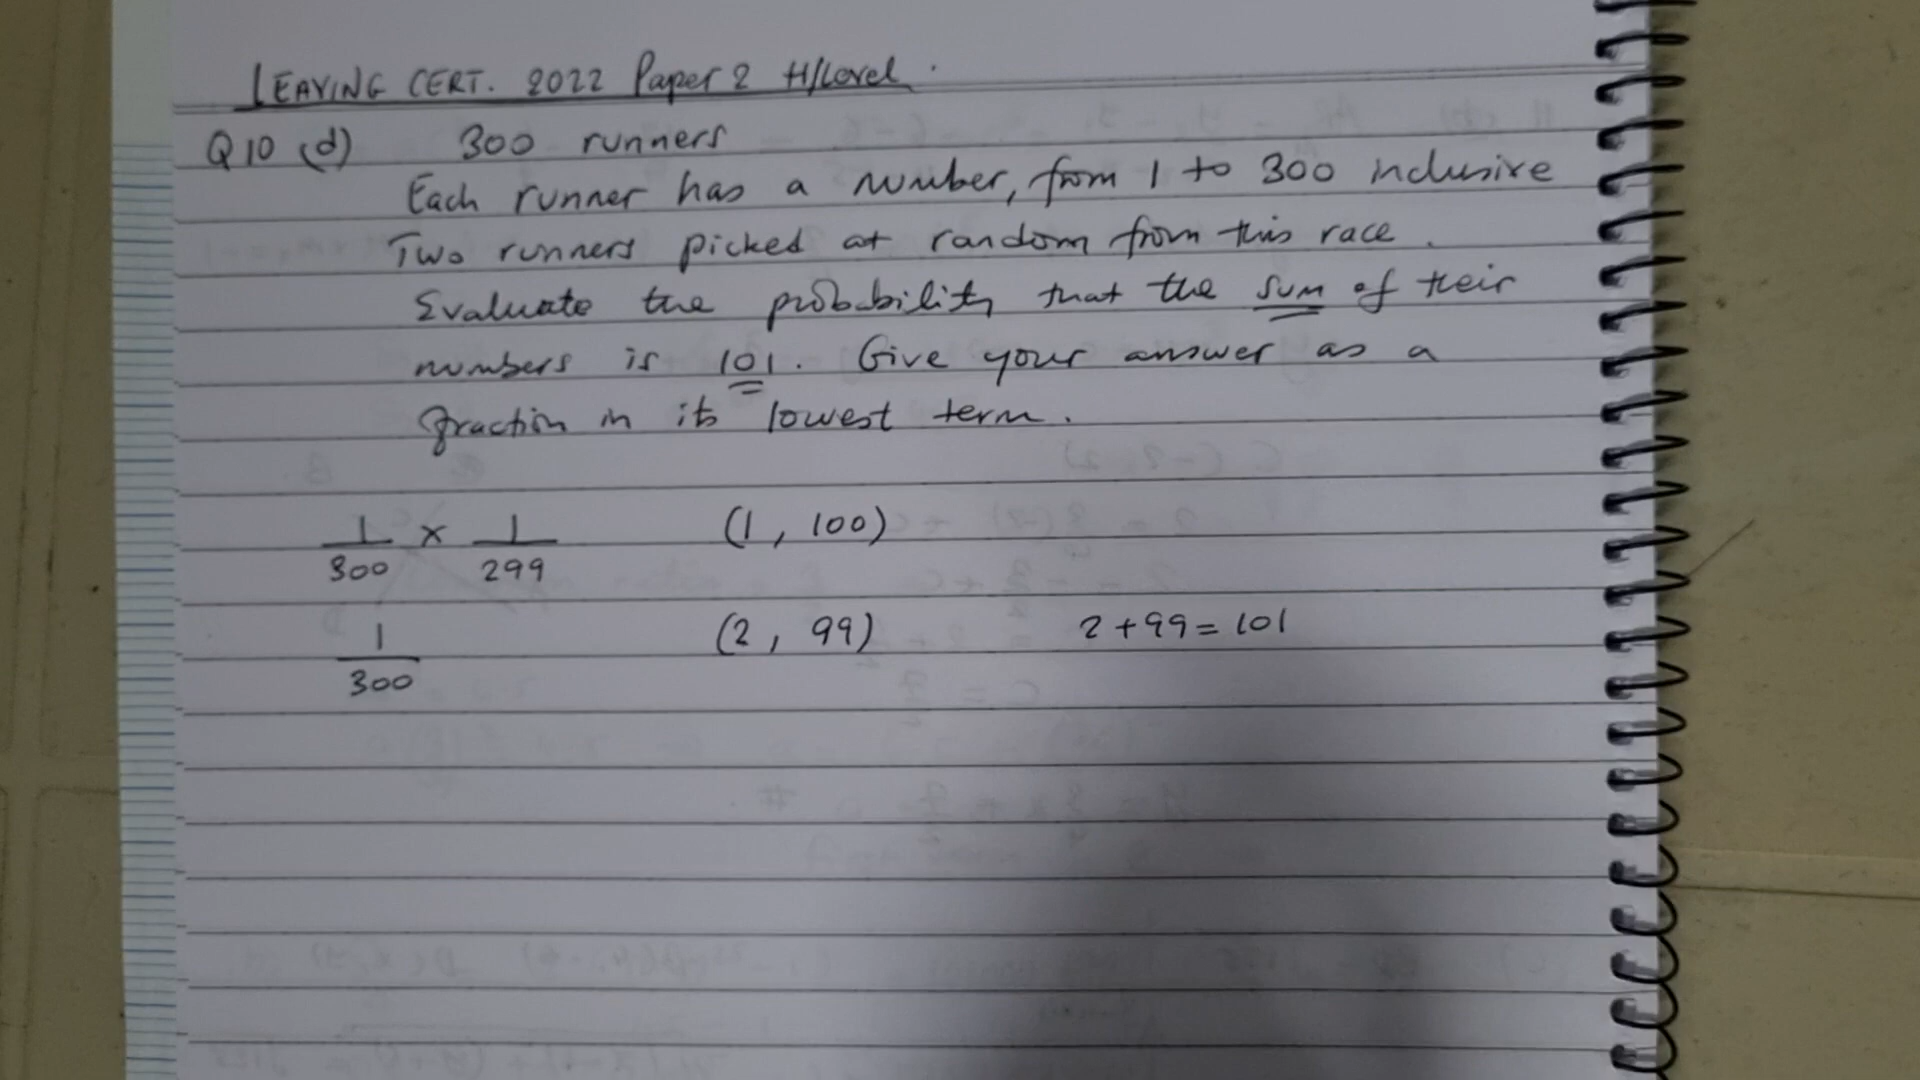 LEAVING CERT. 2022 Paper 2 H/Level.
Q10 (d) 300 runners
Each runner has a number, from 1 to 300 inclusive
Two runners picked at random from this race.
Evaluate the probability that the sum of their
numbers is 101. Give your answer as a
fraction in its lowest term.
1/300 × 1/299 (1, 100)
1/300 (2, 99) 2+99=101